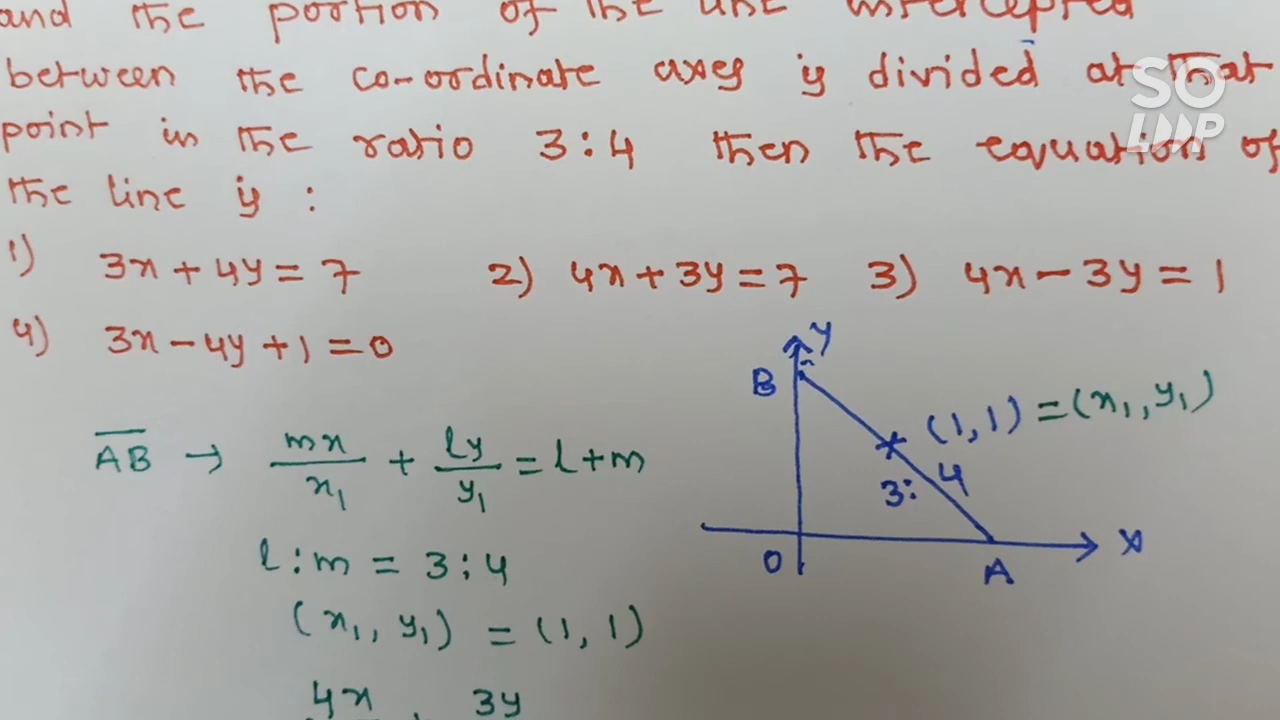 and the portion of the line intercepted
between the co-ordinate axes is divided at that
point in the ratio 3:4 then the equation of
the line is :
1) 3x + 4y = 7 2) 4x + 3y = 7 3) 4x - 3y = 1
4) 3x - 4y + 1 = 0
AB → mx/x1 + ly/y1 = l + m
l : m = 3 : 4
(x1, y1) = (1, 1)
4x 3y
y
B
(1, 1) = (x1, y1)
3 : 4
O A X
SO
LOOP